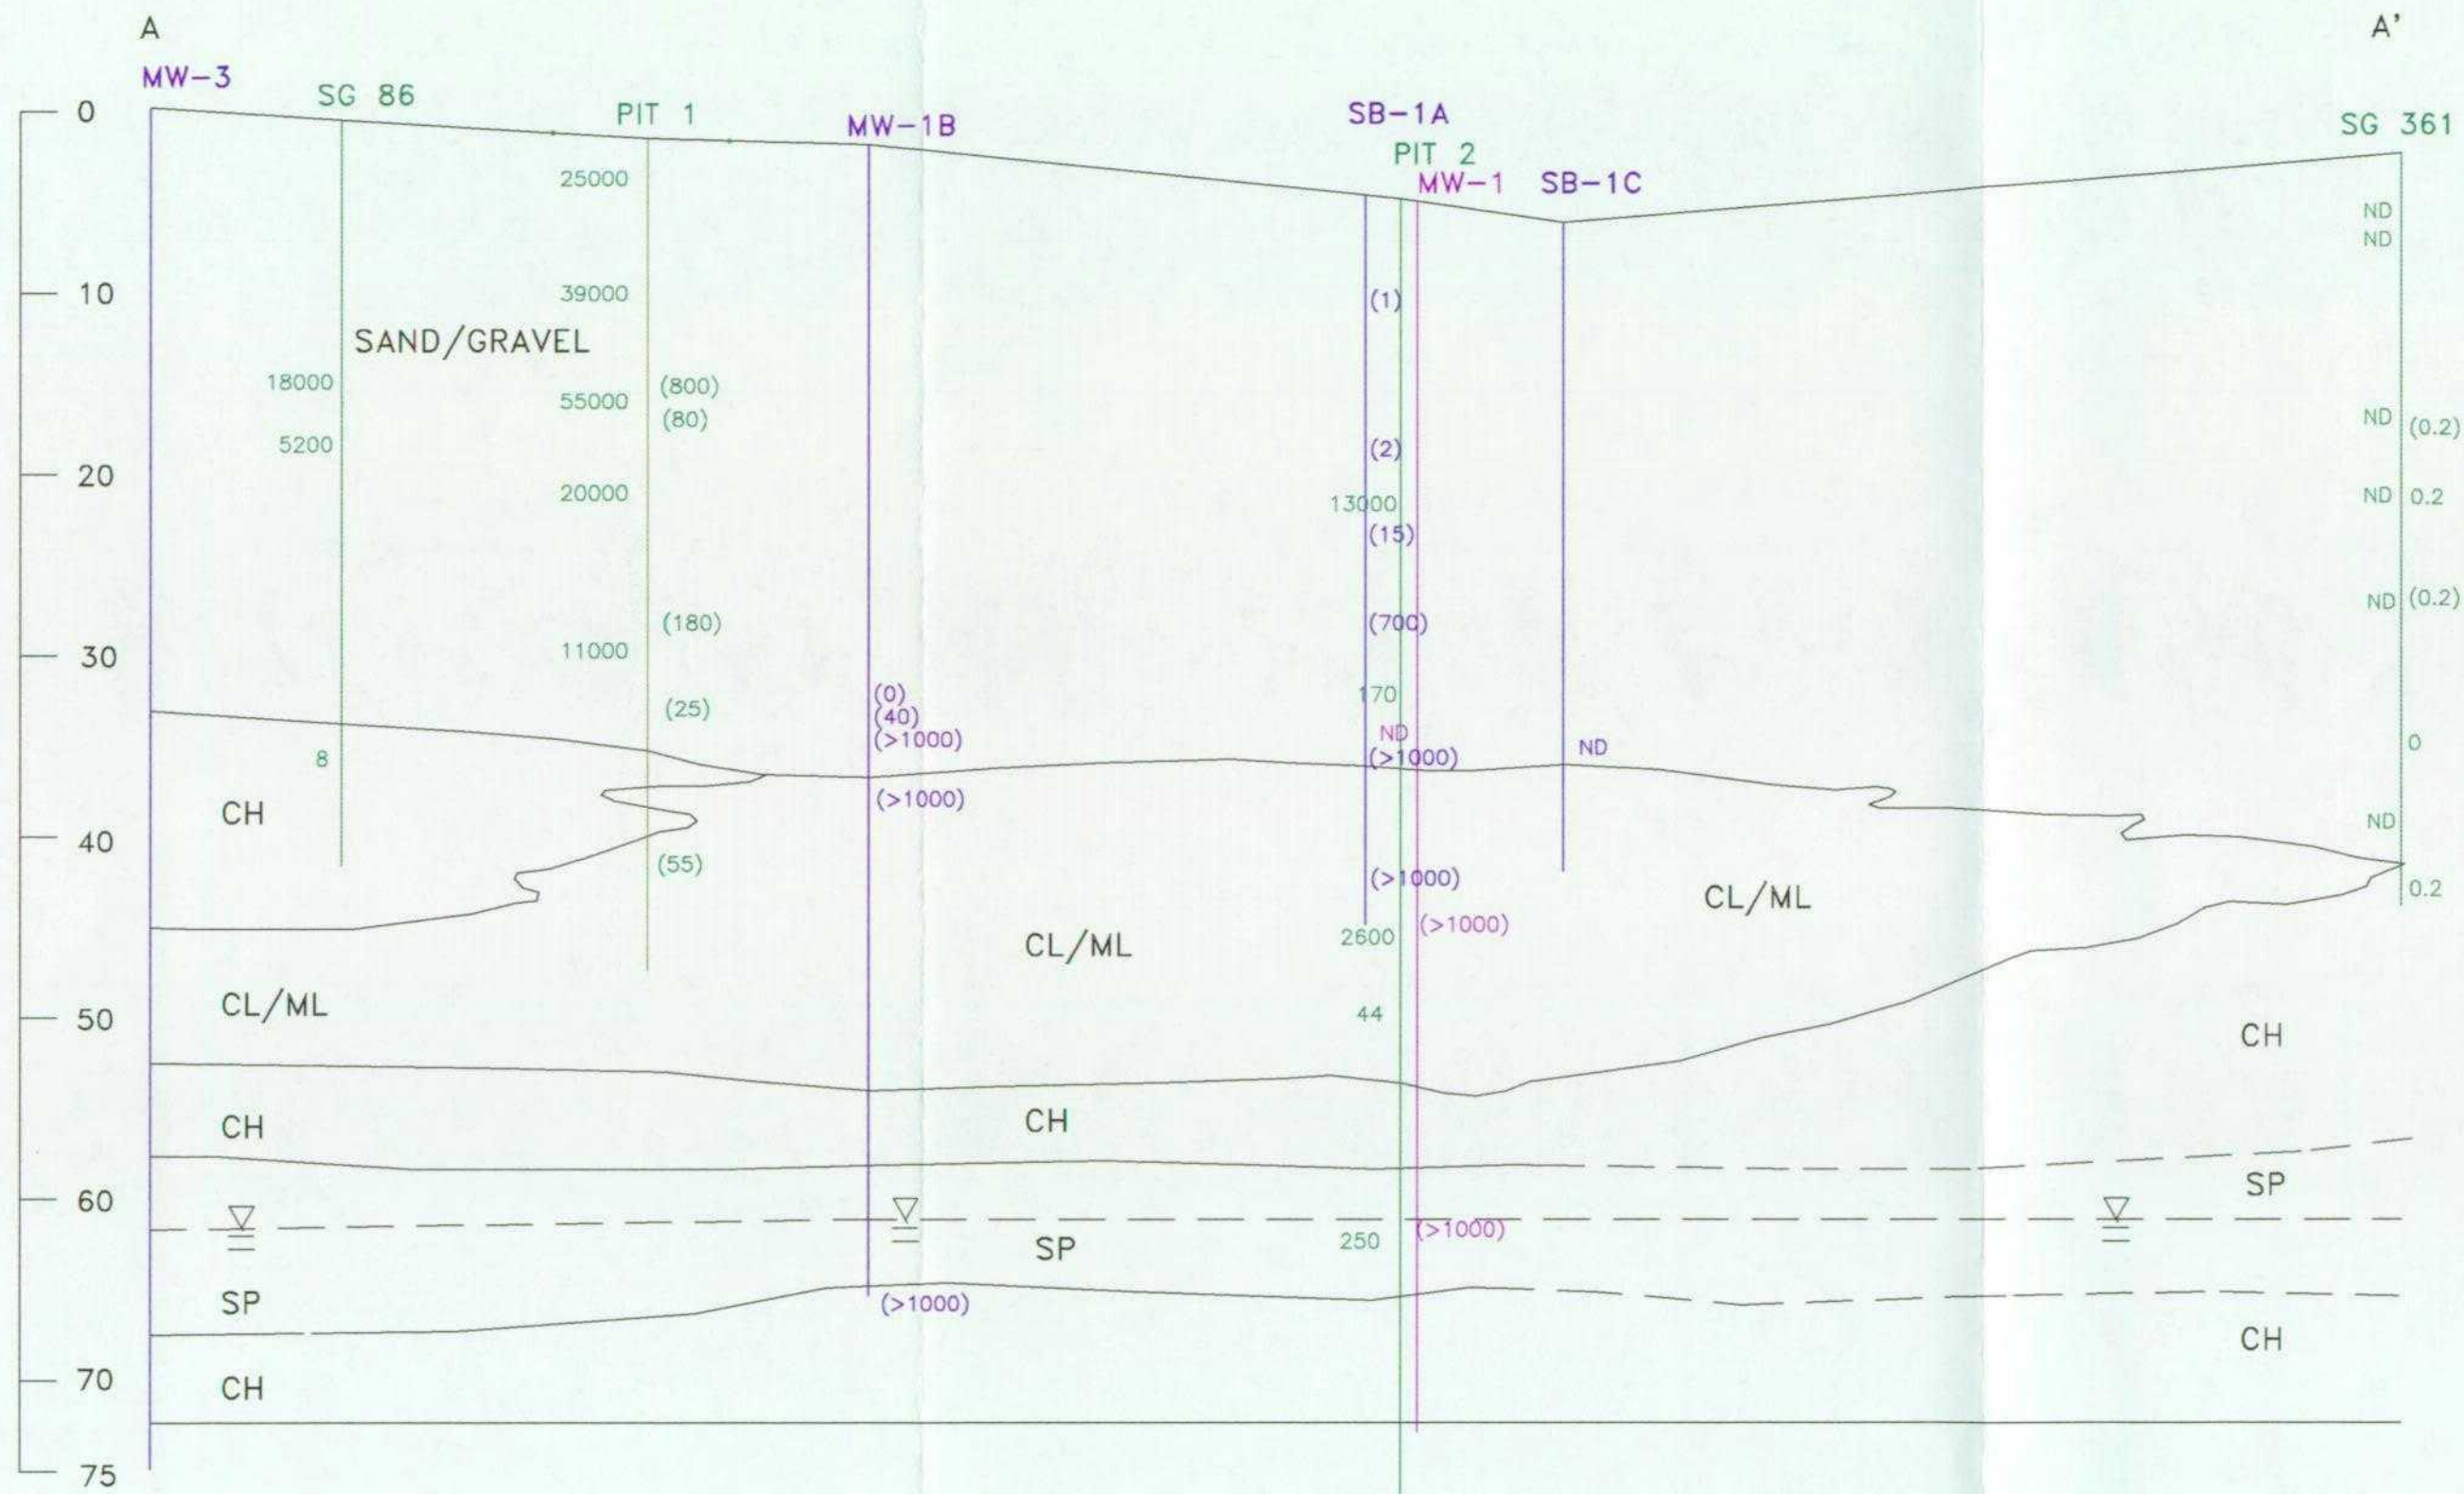 A
A'
MW-3
SG 86
PIT 1
MW-1B
SB-1A
PIT 2
MW-1
SB-1C
SG 361
0
10
20
30
40
50
60
70
75
SAND/GRAVEL
18000
5200
8
25000
39000
55000
20000
11000
(800)
(80)
(180)
(25)
(55)
(0)
(40)
(>1000)
(>1000)
(>1000)
(1)
(2)
13000
(15)
(700)
170
ND
(>1000)
(>1000)
2600
(>1000)
44
250
(>1000)
ND
ND
ND
ND
(0.2)
ND
0.2
ND
(0.2)
0
ND
0.2
CH
CL/ML
CH
SP
CH
CL/ML
CH
SP
CL/ML
CH
SP
CH